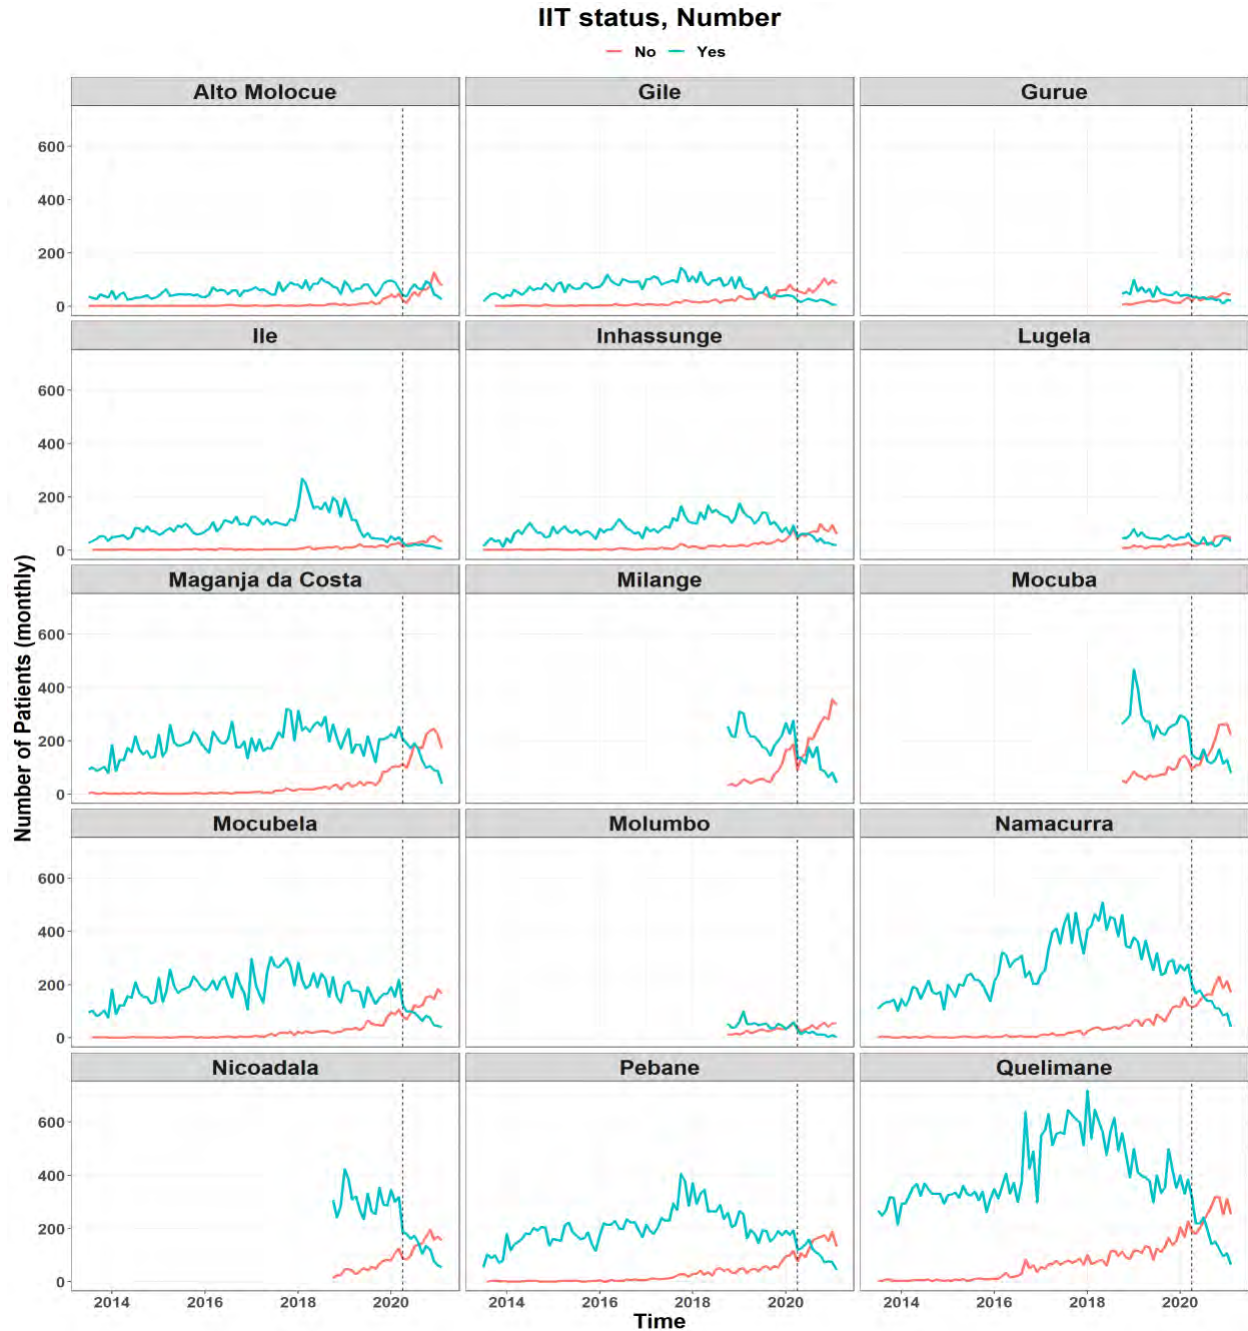 IIT status, Number
No Yes
Alto Molocue Gile Gurue
600
400
200
0
Ile Inhassunge Lugela
600
400
200
0
Maganja da Costa Milange Mocuba
600
400
200
0
Mocubela Molumbo Namacurra
600
400
200
0
Nicoadala Pebane Quelimane
600
400
200
0
2014 2016 2018 2020 2014 2016 2018 2020 2014 2016 2018 2020
Time
Number of Patients (monthly)